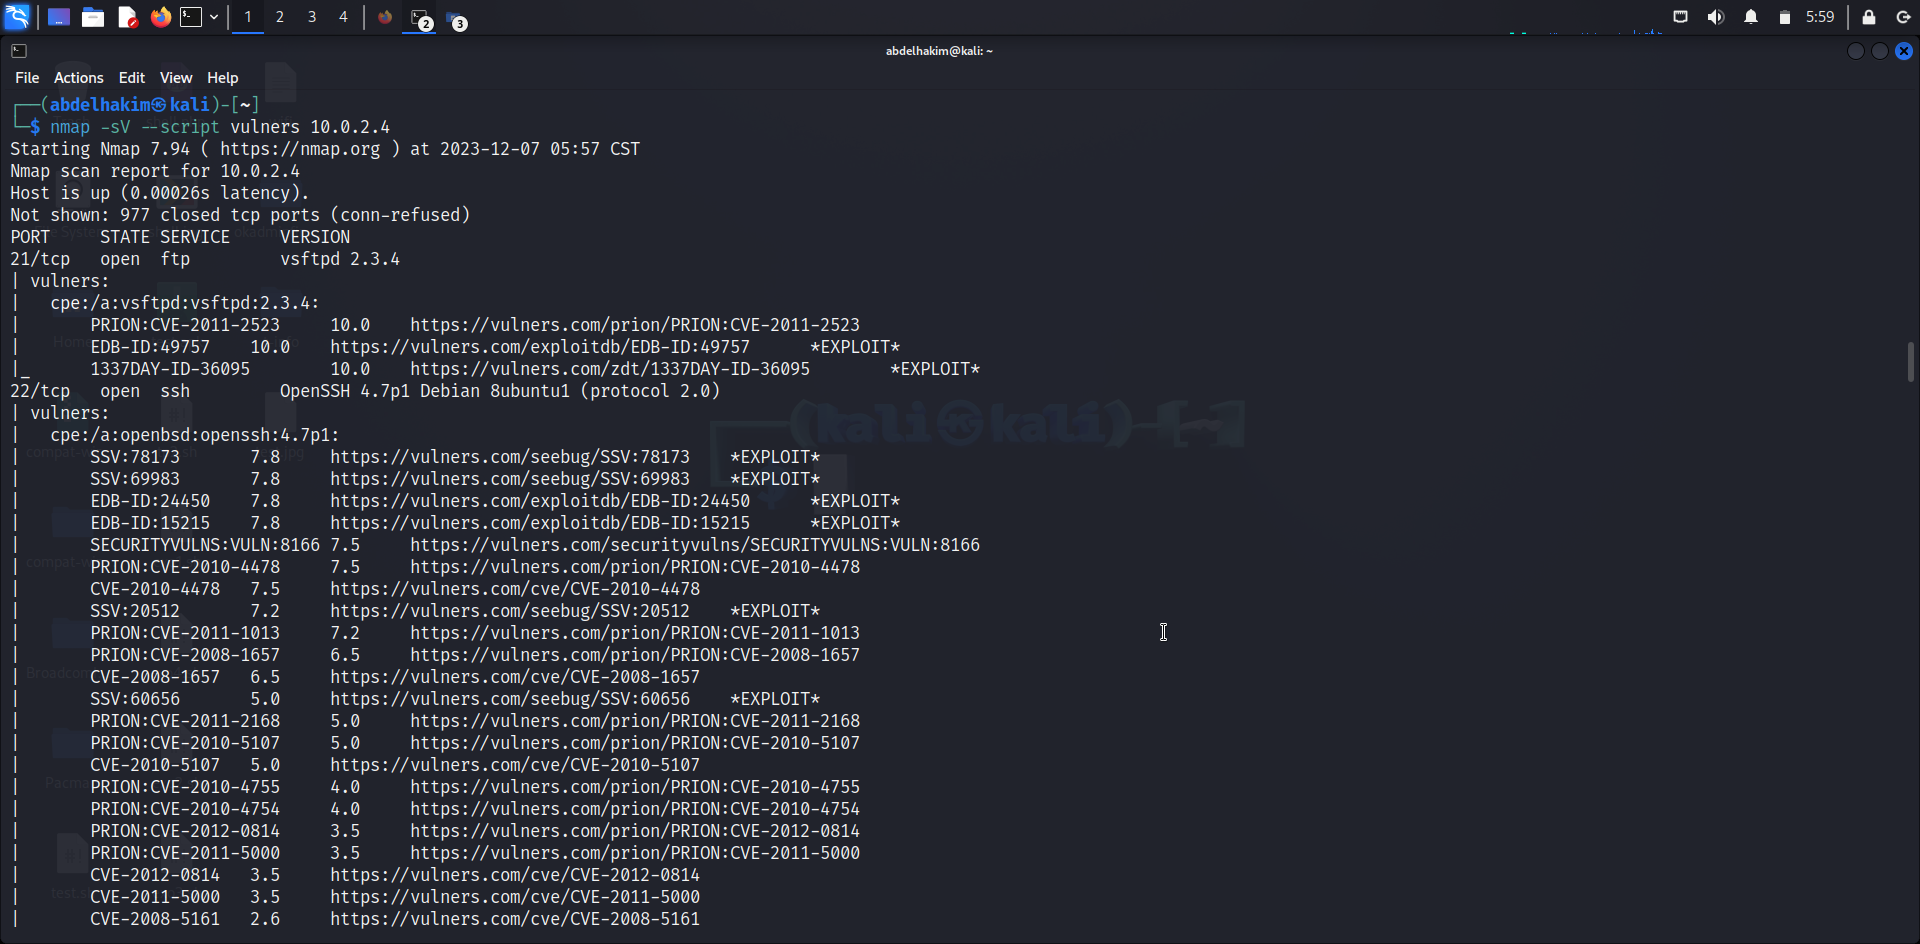 1 2 3 4 2 3 5:59
abdelhakim@kali: ~
File Actions Edit View Help
┌──(abdelhakim㉿kali)-[~]
└─$ nmap -sV --script vulners 10.0.2.4
Starting Nmap 7.94 ( https://nmap.org ) at 2023-12-07 05:57 CST
Nmap scan report for 10.0.2.4
Host is up (0.00026s latency).
Not shown: 977 closed tcp ports (conn-refused)
PORT     STATE SERVICE     VERSION
21/tcp   open  ftp         vsftpd 2.3.4
| vulners:
|   cpe:/a:vsftpd:vsftpd:2.3.4:
|       PRION:CVE-2011-2523     10.0    https://vulners.com/prion/PRION:CVE-2011-2523
|       EDB-ID:49757    10.0    https://vulners.com/exploitdb/EDB-ID:49757      *EXPLOIT*
|_      1337DAY-ID-36095        10.0    https://vulners.com/zdt/1337DAY-ID-36095        *EXPLOIT*
22/tcp   open  ssh         OpenSSH 4.7p1 Debian 8ubuntu1 (protocol 2.0)
| vulners:
|   cpe:/a:openbsd:openssh:4.7p1:
|       SSV:78173       7.8     https://vulners.com/seebug/SSV:78173    *EXPLOIT*
|       SSV:69983       7.8     https://vulners.com/seebug/SSV:69983    *EXPLOIT*
|       EDB-ID:24450    7.8     https://vulners.com/exploitdb/EDB-ID:24450      *EXPLOIT*
|       EDB-ID:15215    7.8     https://vulners.com/exploitdb/EDB-ID:15215      *EXPLOIT*
|       SECURITYVULNS:VULN:8166 7.5     https://vulners.com/securityvulns/SECURITYVULNS:VULN:8166
|       PRION:CVE-2010-4478     7.5     https://vulners.com/prion/PRION:CVE-2010-4478
|       CVE-2010-4478   7.5     https://vulners.com/cve/CVE-2010-4478
|       SSV:20512       7.2     https://vulners.com/seebug/SSV:20512    *EXPLOIT*
|       PRION:CVE-2011-1013     7.2     https://vulners.com/prion/PRION:CVE-2011-1013
|       PRION:CVE-2008-1657     6.5     https://vulners.com/prion/PRION:CVE-2008-1657
|       CVE-2008-1657   6.5     https://vulners.com/cve/CVE-2008-1657
|       SSV:60656       5.0     https://vulners.com/seebug/SSV:60656    *EXPLOIT*
|       PRION:CVE-2011-2168     5.0     https://vulners.com/prion/PRION:CVE-2011-2168
|       PRION:CVE-2010-5107     5.0     https://vulners.com/prion/PRION:CVE-2010-5107
|       CVE-2010-5107   5.0     https://vulners.com/cve/CVE-2010-5107
|       PRION:CVE-2010-4755     4.0     https://vulners.com/prion/PRION:CVE-2010-4755
|       PRION:CVE-2010-4754     4.0     https://vulners.com/prion/PRION:CVE-2010-4754
|       PRION:CVE-2012-0814     3.5     https://vulners.com/prion/PRION:CVE-2012-0814
|       PRION:CVE-2011-5000     3.5     https://vulners.com/prion/PRION:CVE-2011-5000
|       CVE-2012-0814   3.5     https://vulners.com/cve/CVE-2012-0814
|       CVE-2011-5000   3.5     https://vulners.com/cve/CVE-2011-5000
|       CVE-2008-5161   2.6     https://vulners.com/cve/CVE-2008-5161
(kali㉿kali)-[~]